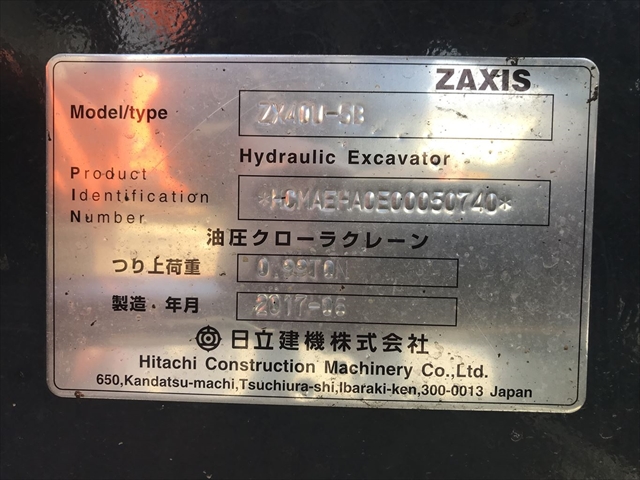 ZAXIS
Model/type ZX40U-5B
Hydraulic Excavator
Product
Identification *HCMAEHA0E00050740*
Number
油圧クローラクレーン
つり上荷重
製造・年月 2017-06
日立建機株式会社
Hitachi Construction Machinery Co.,Ltd.
650,Kandatsu-machi,Tsuchiura-shi,Ibaraki-ken,300-0013 Japan